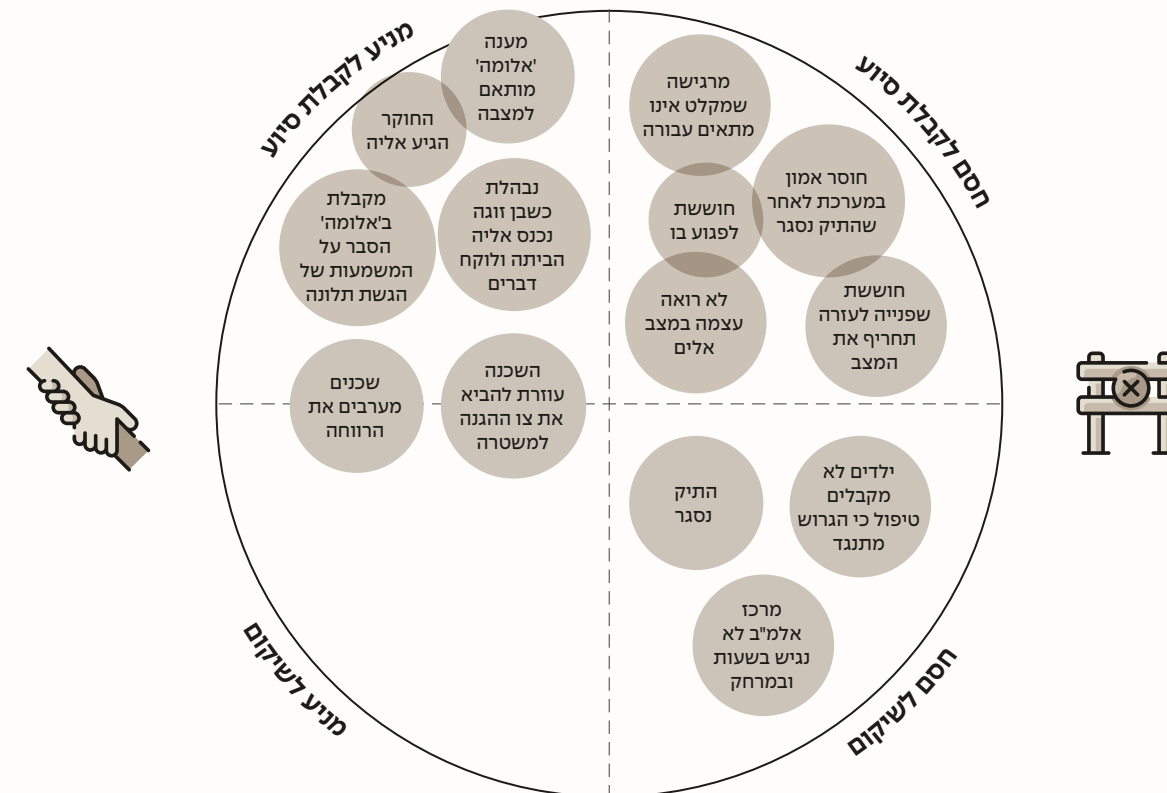 חסם לקבלת סיוע
מרגישה
שמקלט אינו
מתאים עבורה
חוסר אמון
במערכת לאחר
שהתיק נסגר
חוששת
לפגוע בו
לא רואה
עצמה במצב
אלים
חוששת
שפנייה לעזרה
תחריף את
המצב
מניע לקבלת סיוע
מענה
'אלומה'
מותאם
למצבה
החוקר
הגיע אליה
נבהלת
כשבן זוגה
נכנס אליה
הביתה ולוקח
דברים
מקבלת
ב'אלומה'
הסבר על
המשמעות של
הגשת תלונה
השכנה
עוזרת להביא
את צו ההגנה
למשטרה
שכנים
מערבים את
הרווחה
חסם לשיקום
ילדים לא
מקבלים
טיפול כי הגרוש
מתנגד
התיק
נסגר
מרכז
אלמ"ב לא
נגיש בשעות
ובמרחק
מניע לשיקום